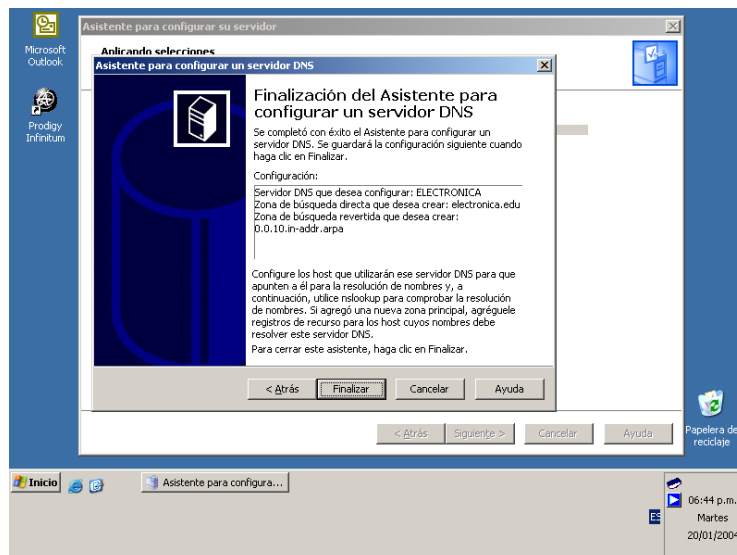 Microsoft
Outlook
Prodigy
Infinitum
Asistente para configurar su servidor
Aplicando selecciones
Asistente para configurar un servidor DNS
Finalización del Asistente para
configurar un servidor DNS
Se completó con éxito el Asistente para configurar un
servidor DNS. Se guardará la configuración siguiente cuando
haga clic en Finalizar.
Configuración:
Servidor DNS que desea configurar: ELECTRONICA
Zona de búsqueda directa que desea crear: electronica.edu
Zona de búsqueda revertida que desea crear:
0.0.10.in-addr.arpa
Configure los host que utilizarán ese servidor DNS para que
apunten a él para la resolución de nombres y, a
continuación, utilice nslookup para comprobar la resolución
de nombres. Si agregó una nueva zona principal, agréguele
registros de recurso para los host cuyos nombres debe
resolver este servidor DNS.
Para cerrar este asistente, haga clic en Finalizar.
< Atrás Finalizar Cancelar Ayuda
< Atrás Siguiente > Cancelar Ayuda
Papelera de
reciclaje
Inicio
Asistente para configura...
ES
06:44 p.m.
Martes
20/01/2004